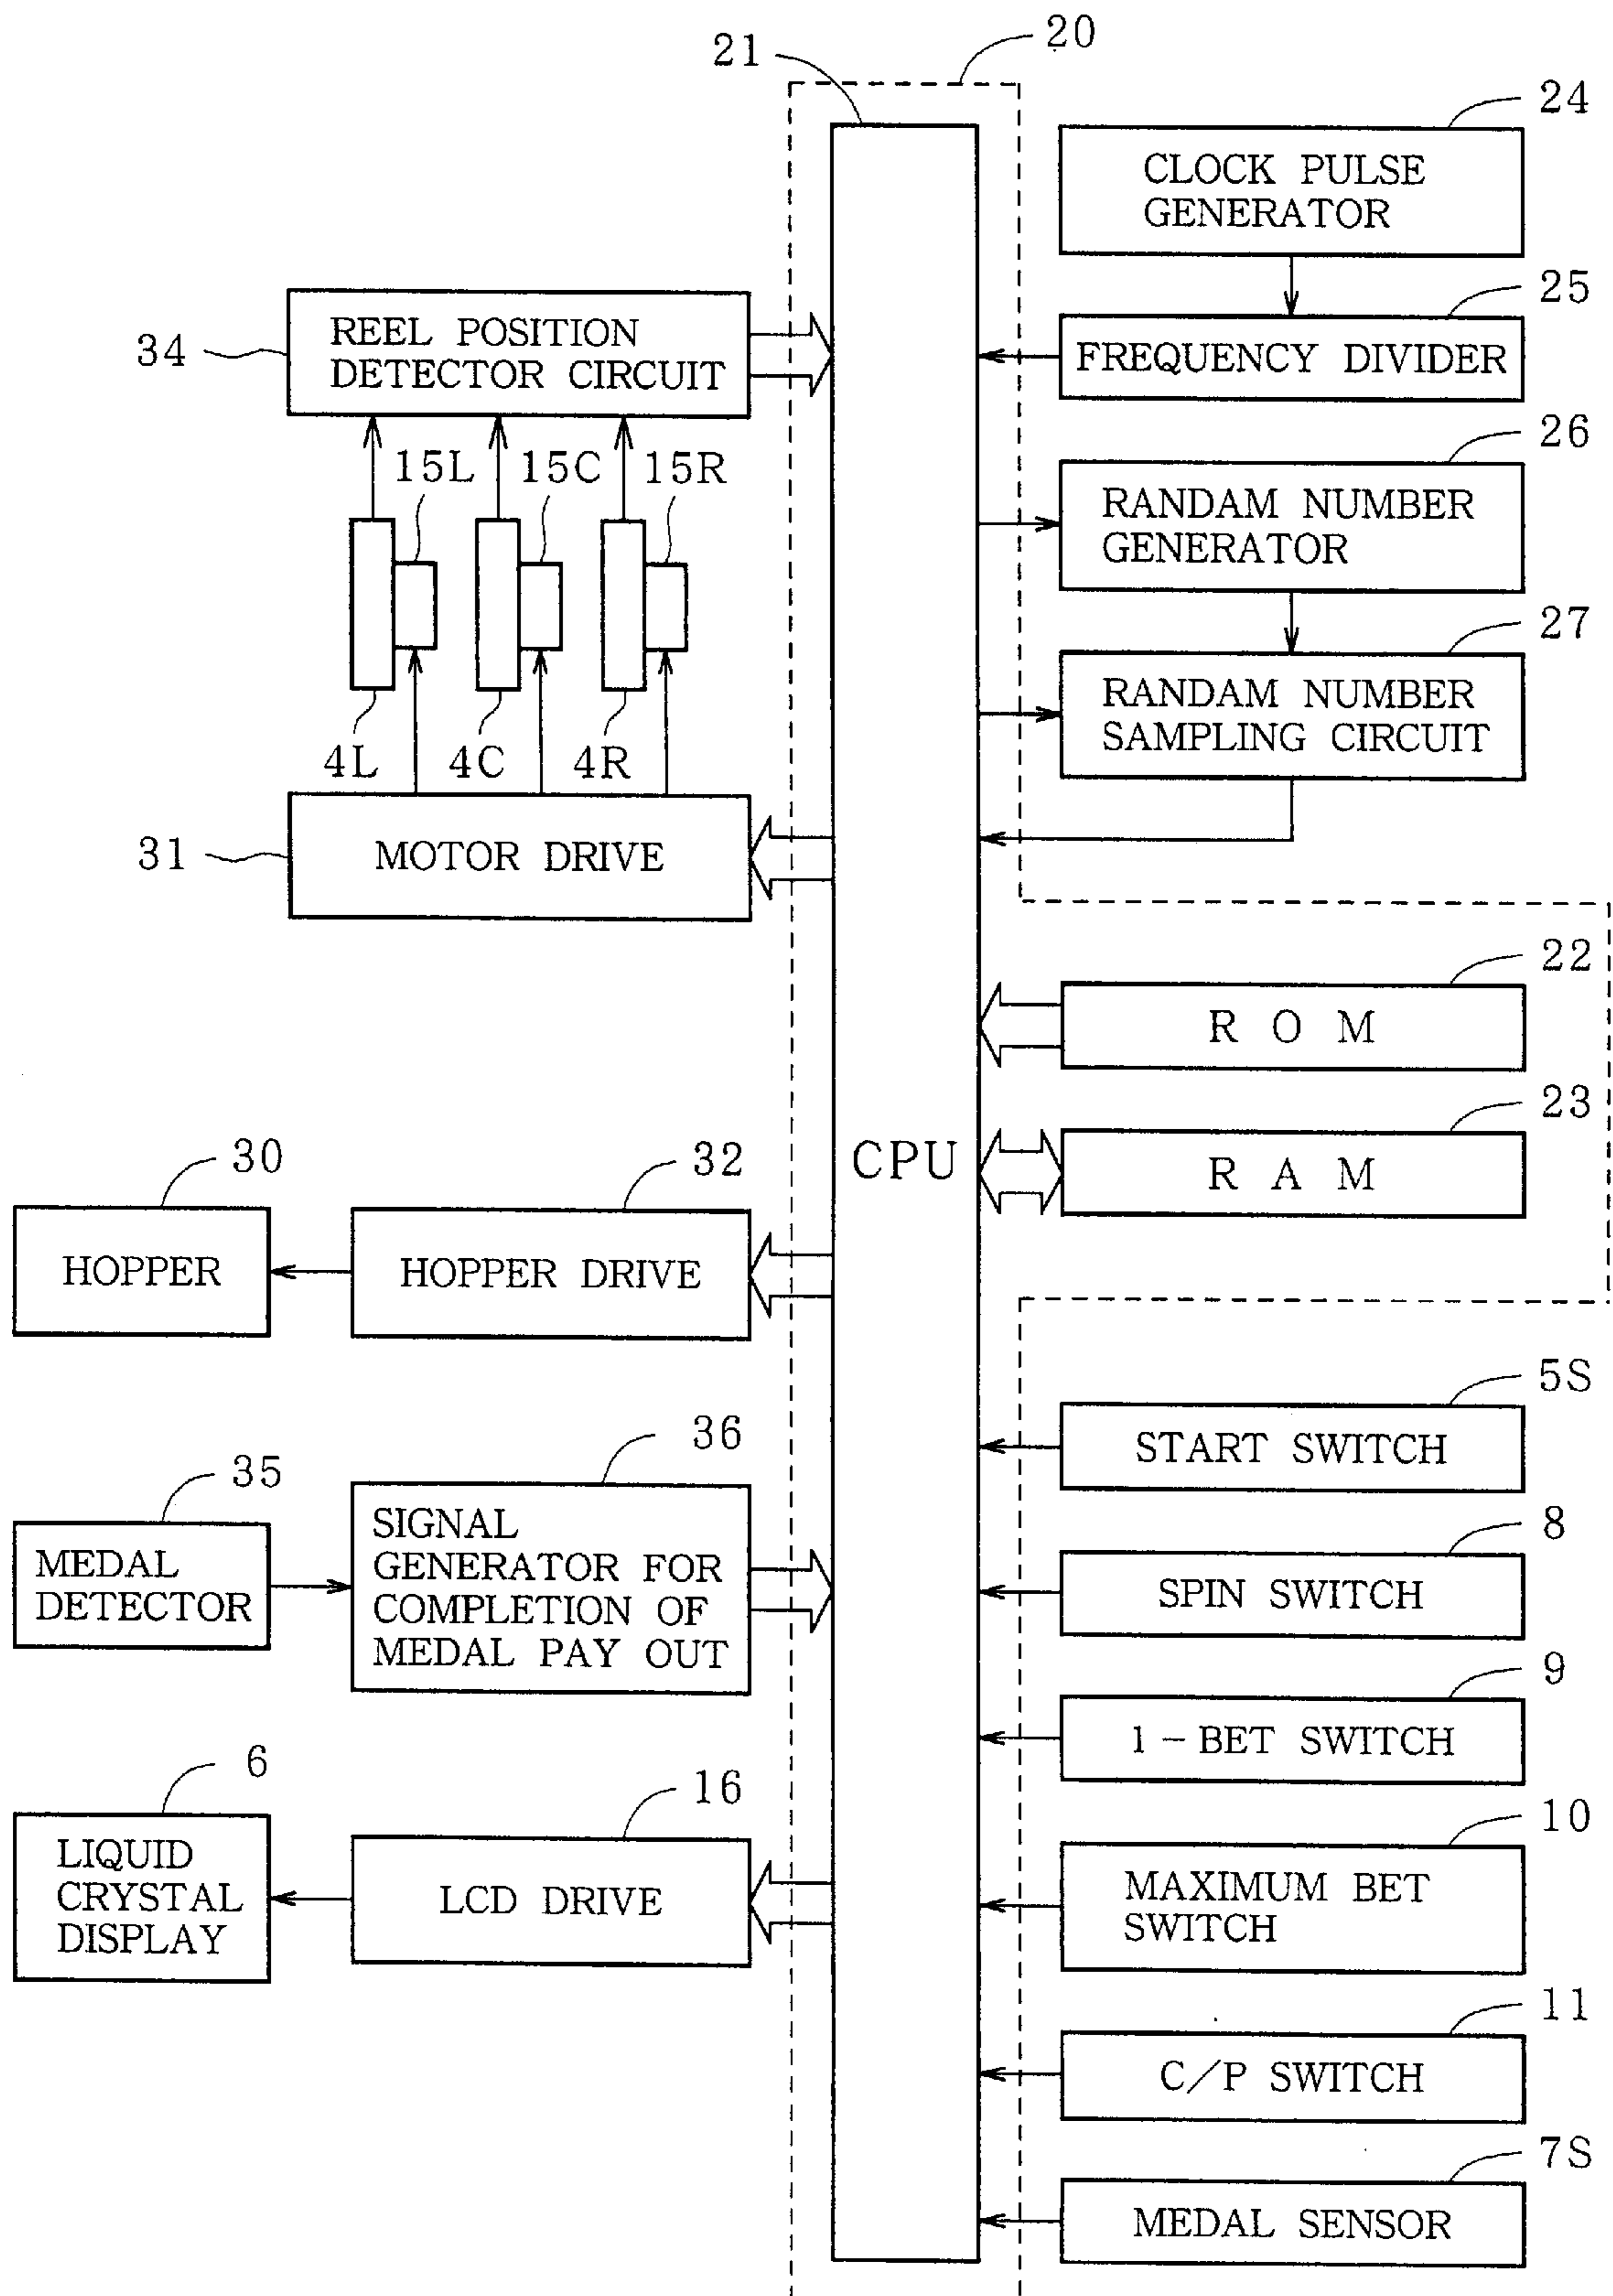 20
21
24
CLOCK PULSE
GENERATOR
25
FREQUENCY DIVIDER
34
REEL POSITION
DETECTOR CIRCUIT
15L
15C
15R
4L
4C
4R
31
MOTOR DRIVE
26
RANDAM NUMBER
GENERATOR
27
RANDAM NUMBER
SAMPLING CIRCUIT
22
R O M
23
R A M
CPU
30
HOPPER
32
HOPPER DRIVE
35
MEDAL
DETECTOR
36
SIGNAL
GENERATOR FOR
COMPLETION OF
MEDAL PAY OUT
6
LIQUID
CRYSTAL
DISPLAY
16
LCD DRIVE
5S
START SWITCH
8
SPIN SWITCH
9
1-BET SWITCH
10
MAXIMUM BET
SWITCH
11
C/P SWITCH
7S
MEDAL SENSOR